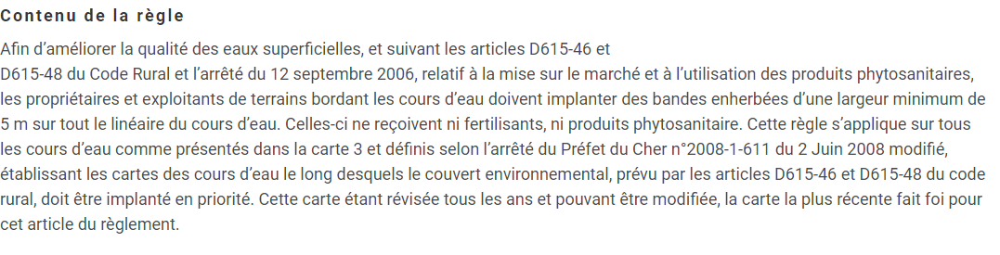 Contenu de la règle
Afin d’améliorer la qualité des eaux superficielles, et suivant les articles D615-46 et
D615-48 du Code Rural et l’arrêté du 12 septembre 2006, relatif à la mise sur le marché et à l’utilisation des produits phytosanitaires,
les propriétaires et exploitants de terrains bordant les cours d’eau doivent implanter des bandes enherbées d’une largeur minimum de
5 m sur tout le linéaire du cours d’eau. Celles-ci ne reçoivent ni fertilisants, ni produits phytosanitaire. Cette règle s’applique sur tous
les cours d’eau comme présentés dans la carte 3 et définis selon l’arrêté du Préfet du Cher n°2008-1-611 du 2 Juin 2008 modifié,
établissant les cartes des cours d’eau le long desquels le couvert environnemental, prévu par les articles D615-46 et D615-48 du code
rural, doit être implanté en priorité. Cette carte étant révisée tous les ans et pouvant être modifiée, la carte la plus récente fait foi pour
cet article du règlement.